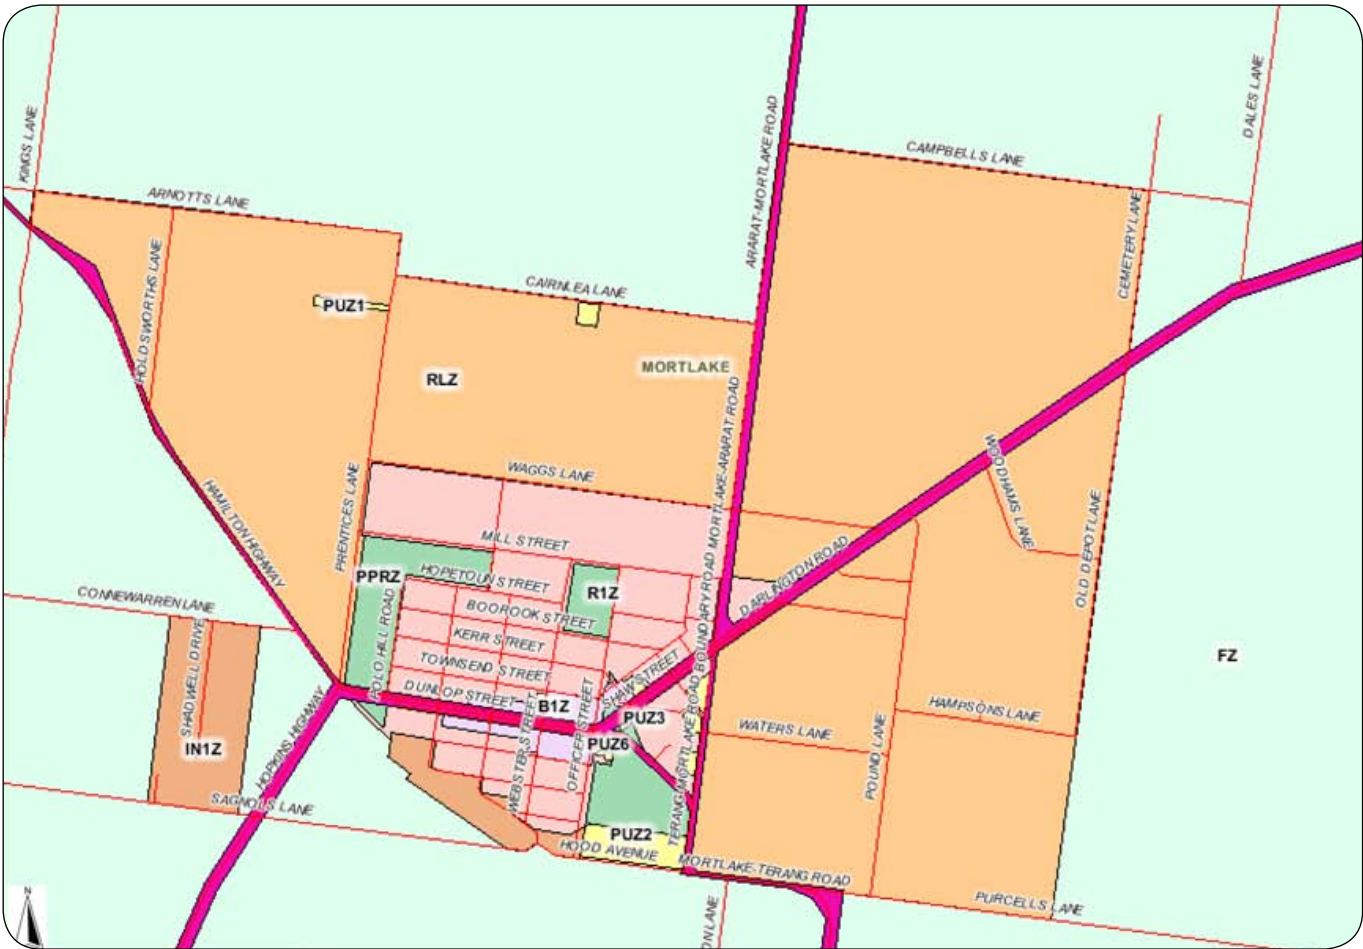 KINGS LANE
ARNOTTS LANE
HOLDSWORTHS LANE
PUZ1
RLZ
CAIRNLEA LANE
MORTLAKE
ARARAT-MORTLAKE ROAD
CAMPBELLS LANE
DALES LANE
CEMETERY LANE
WAGGS LANE
MORTLAKE-ARARAT ROAD
WOODHAMS LANE
HAMILTON HIGHWAY
PRENTICES LANE
MILL STREET
DARLINGTON ROAD
OLD DEPOT LANE
PPRZ
HOPETOUN STREET
R1Z
BOUNDARY ROAD
CONNEWARREN LANE
POLO HILL ROAD
BOOROOK STREET
KERR STREET
SHADWELL DRIVE
TOWNSEND STREET
SHAW STREET
FZ
DUNLOP STREET
B1Z
PUZ3
HAMPSONS LANE
IN1Z
HOPKINS HIGHWAY
WEBSTER STREET
OFFICER STREET
PUZ6
WATERS LANE
POUND LANE
SAGNOLS LANE
TERANG-MORTLAKE ROAD
PUZ2
HOOD AVENUE
MORTLAKE-TERANG ROAD
PURCELLS LANE
N
ON LANE